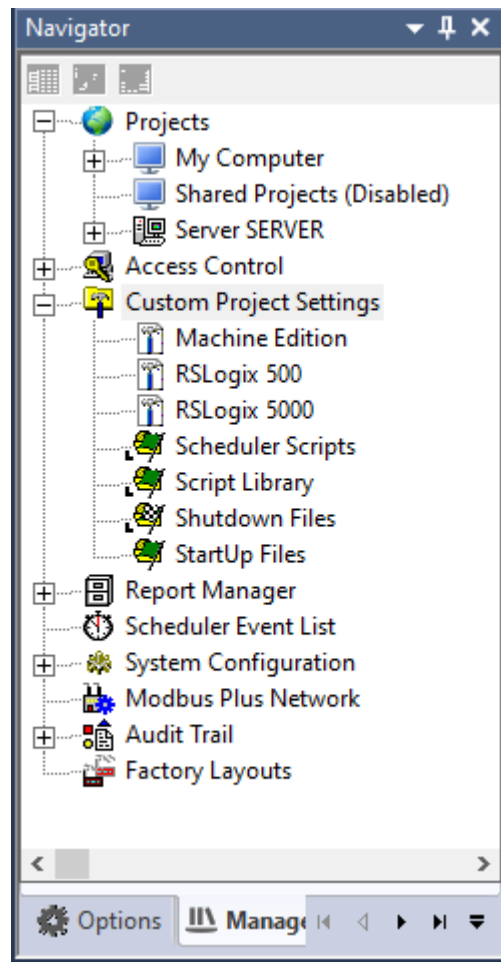 Navigator
Projects
My Computer
Shared Projects (Disabled)
Server SERVER
Access Control
Custom Project Settings
Machine Edition
RSLogix 500
RSLogix 5000
Scheduler Scripts
Script Library
Shutdown Files
StartUp Files
Report Manager
Scheduler Event List
System Configuration
Modbus Plus Network
Audit Trail
Factory Layouts
Options Manage